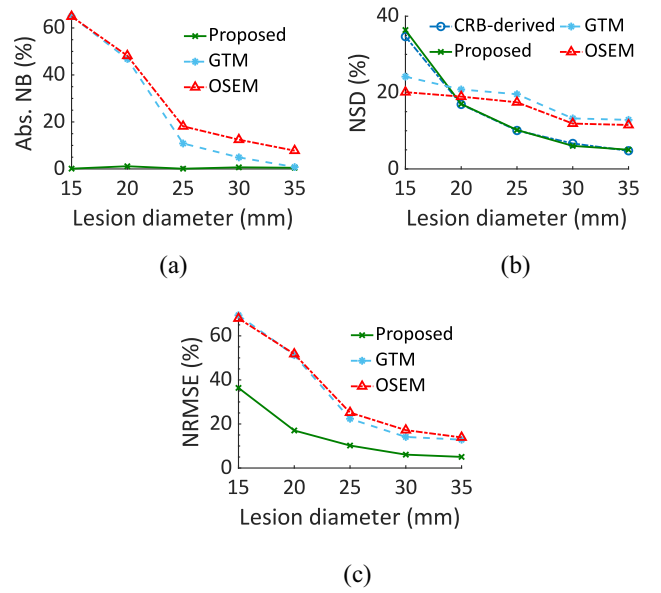 Abs. NB (%)
60
40
20
0
15 20 25 30 35
Lesion diameter (mm)
Proposed
GTM
OSEM
(a)
NSD (%)
40
20
0
15 20 25 30 35
Lesion diameter (mm)
CRB-derived
Proposed
GTM
OSEM
(b)
NRMSE (%)
60
40
20
0
15 20 25 30 35
Lesion diameter (mm)
Proposed
GTM
OSEM
(c)